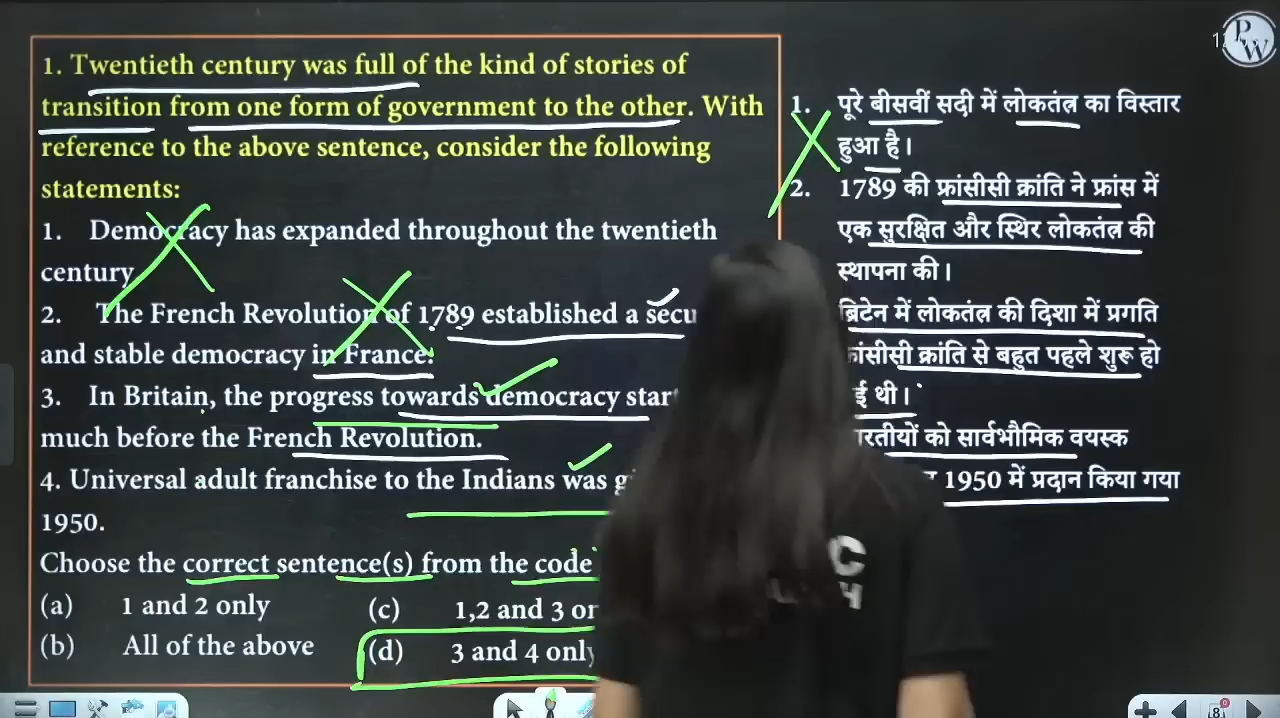 1. Twentieth century was full of the kind of stories of
transition from one form of government to the other. With
reference to the above sentence, consider the following
statements:
1. Democracy has expanded throughout the twentieth
century
2. The French Revolution of 1789 established a
and stable democracy in France.
3. In Britain, the progress towards democracy
much before the French Revolution.
4. Universal adult franchise to the Indians was
1950.
Choose the correct sentence(s) from the code
(a) 1 and 2 only (c) 1,2 and 3
(b) All of the above (d) 3 and 4 only
1. पूरे बीसवीं सदी में लोकतंत्र का विस्तार
हुआ है।
2. 1789 की फ्रांसीसी क्रांति ने फ्रांस में
एक सुरक्षित और स्थिर लोकतंत्र की
स्थापना की।
ब्रिटेन में लोकतंत्र की दिशा में प्रगति
क्रांति से बहुत पहले शुरू हो
थी।
को सार्वभौमिक वयस्क
1950 में प्रदान किया गया
PW
8